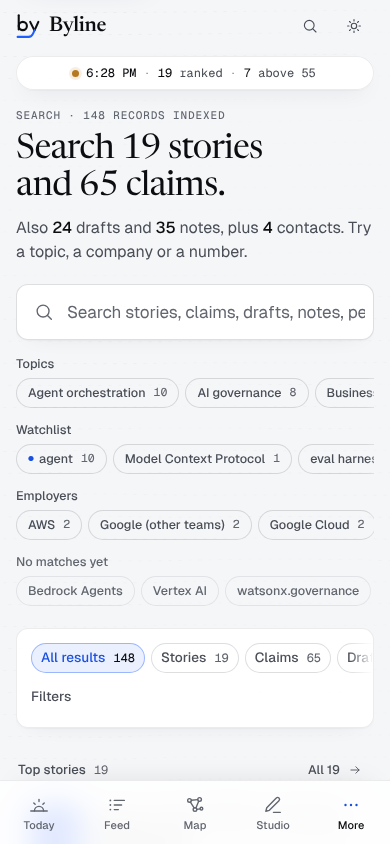 by Byline
6:28 PM · 19 ranked · 7 above 55
SEARCH · 148 RECORDS INDEXED
Search 19 stories
and 65 claims.
Also 24 drafts and 35 notes, plus 4 contacts. Try
a topic, a company or a number.
Search stories, claims, drafts, notes, pe
Topics
Agent orchestration 10 AI governance 8 Busines
Watchlist
agent 10 Model Context Protocol 1 eval harnes
Employers
AWS 2 Google (other teams) 2 Google Cloud 2
No matches yet
Bedrock Agents Vertex AI watsonx.governance
All results 148 Stories 19 Claims 65 Dra
Filters
Top stories 19 All 19 →
Today Feed Map Studio More